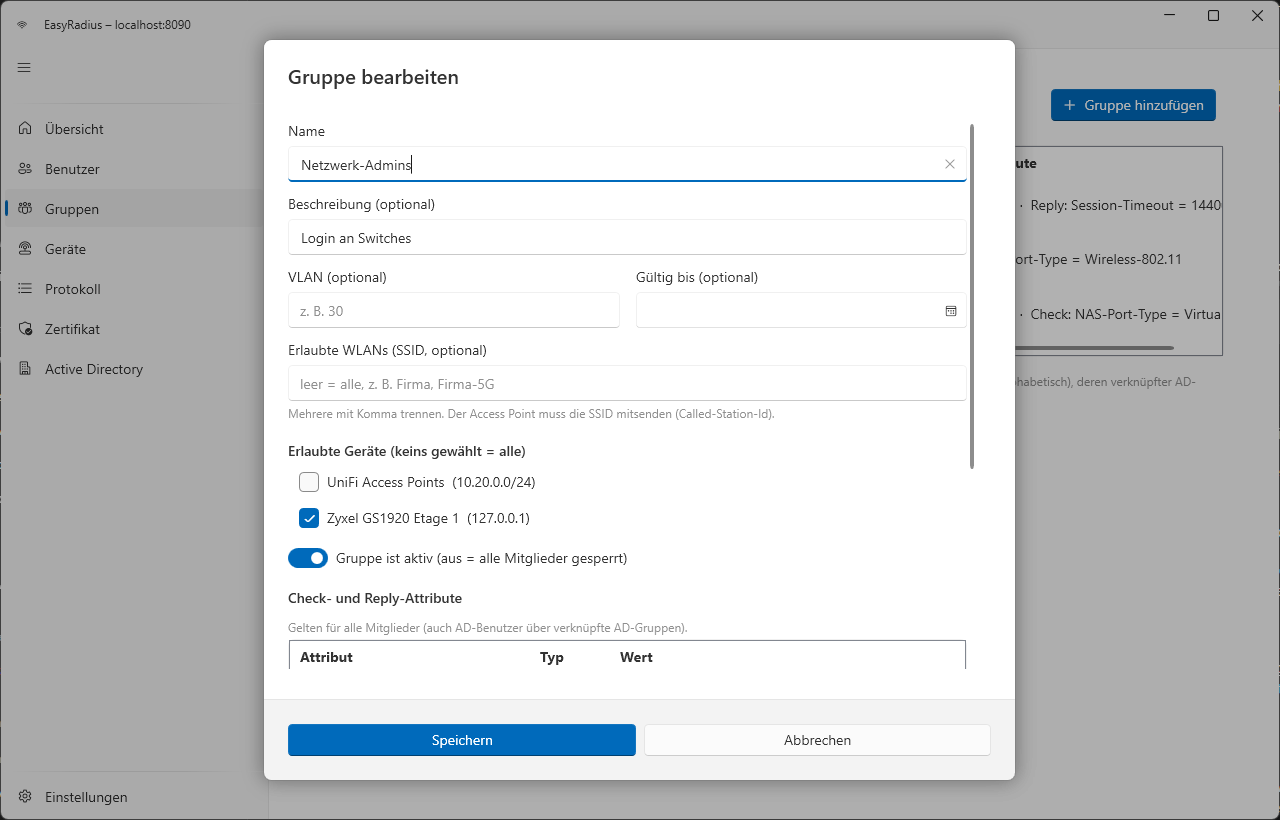 EasyRadius – localhost:8090
Übersicht
Benutzer
Gruppen
Geräte
Protokoll
Zertifikat
Active Directory
Einstellungen
Gruppe hinzufügen
ute
· Reply: Session-Timeout = 1440
ort-Type = Wireless-802.11
· Check: NAS-Port-Type = Virtua
habetisch), deren verknüpfter AD-
Gruppe bearbeiten
Name
Netzwerk-Admins
Beschreibung (optional)
Login an Switches
VLAN (optional)
Gültig bis (optional)
z. B. 30
Erlaubte WLANs (SSID, optional)
leer = alle, z. B. Firma, Firma-5G
Mehrere mit Komma trennen. Der Access Point muss die SSID mitsenden (Called-Station-Id).
Erlaubte Geräte (keins gewählt = alle)
UniFi Access Points (10.20.0.0/24)
Zyxel GS1920 Etage 1 (127.0.0.1)
Gruppe ist aktiv (aus = alle Mitglieder gesperrt)
Check- und Reply-Attribute
Gelten für alle Mitglieder (auch AD-Benutzer über verknüpfte AD-Gruppen).
Attribut Typ Wert
Speichern
Abbrechen